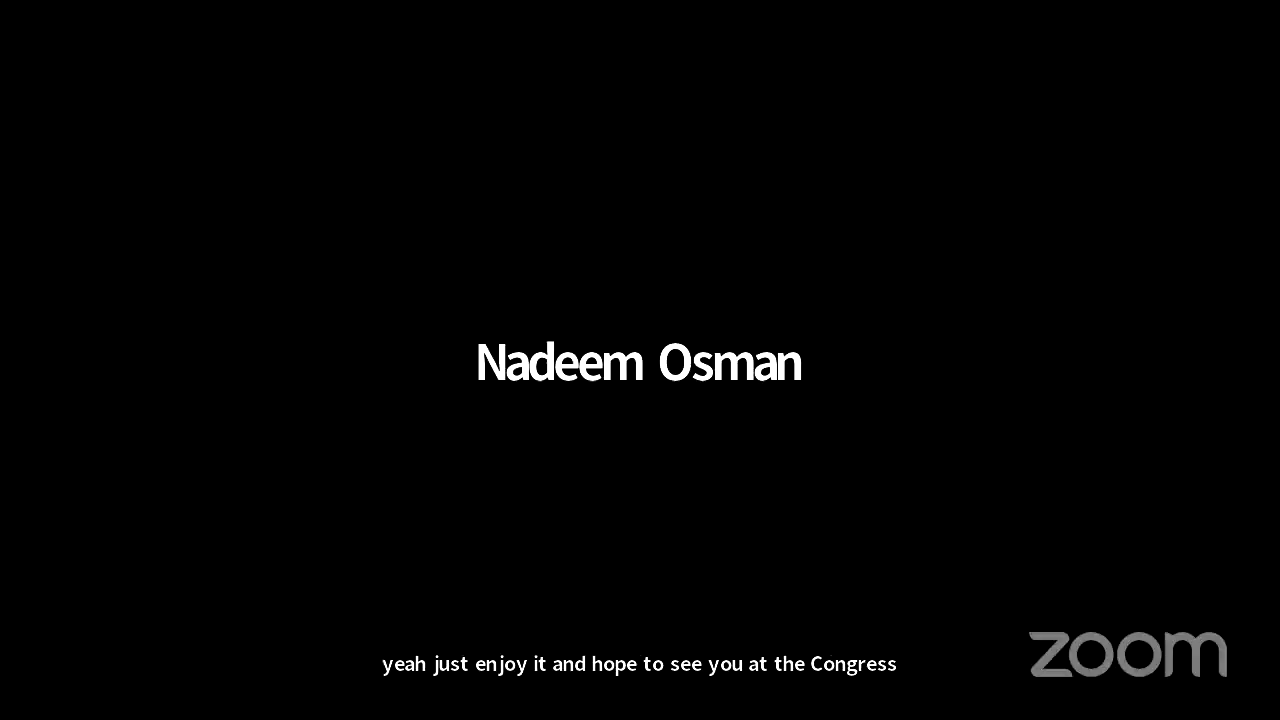 Nadeem Osman
yeah just enjoy it and hope to see you at the Congress
zoom